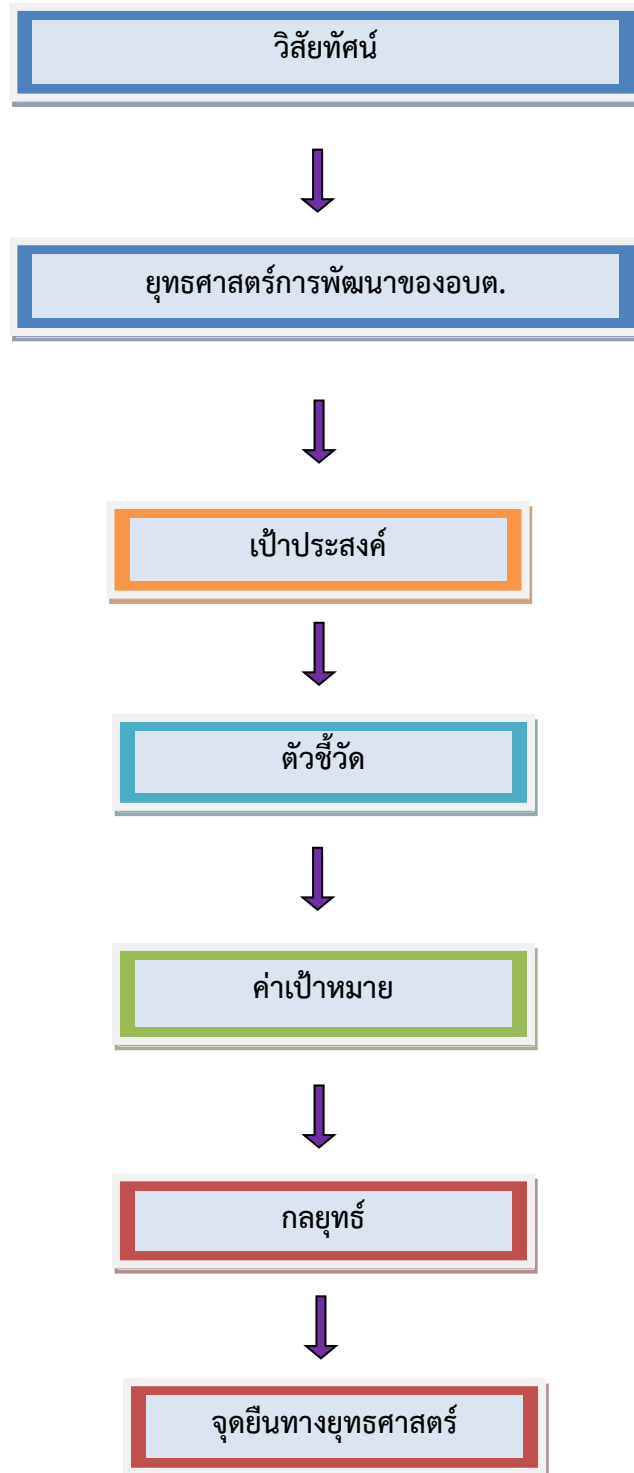 วิสัยทัศน์
ยุทธศาสตร์การพัฒนาของอบต.
เป้าประสงค์
ตัวชี้วัด
ค่าเป้าหมาย
กลยุทธ์
จุดยืนทางยุทธศาสตร์